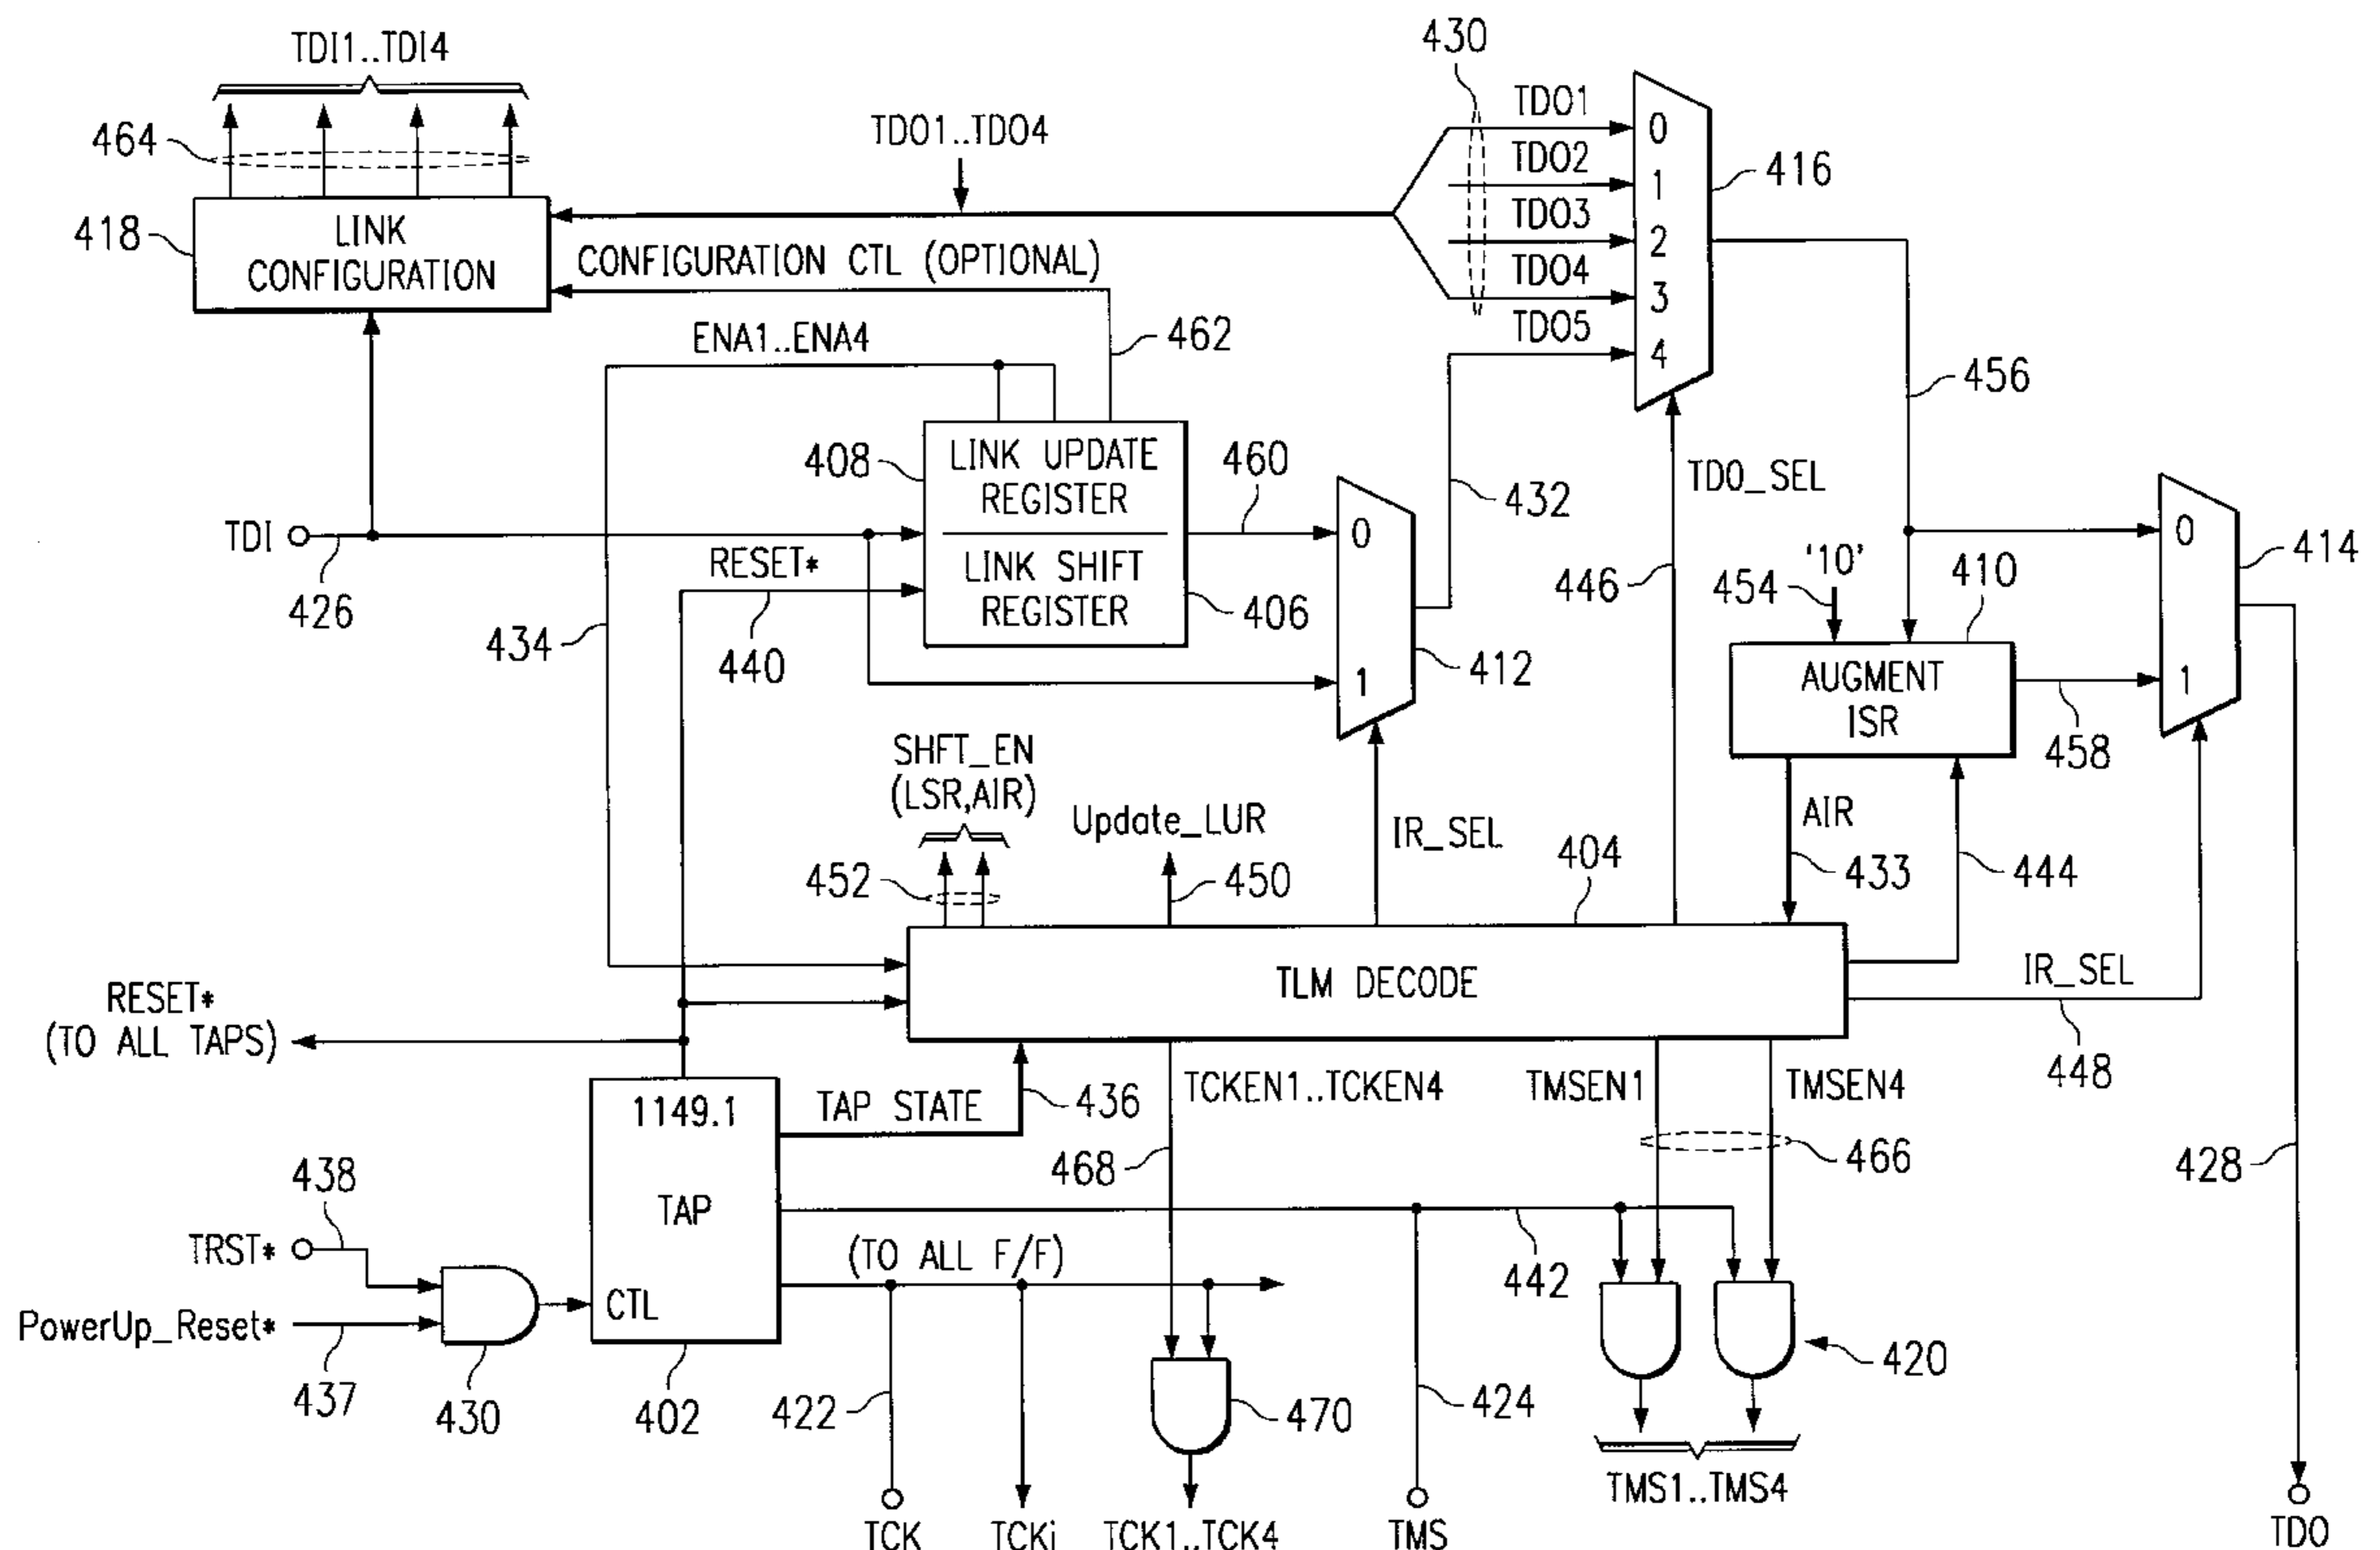 TDI1..TDI4
430
464
TDO1..TDO4
TDO1
0
TDO2
1
416
TDO3
2
TDO4
3
TDO5
4
418
LINK
CONFIGURATION
CONFIGURATION CTL (OPTIONAL)
ENA1..ENA4
462
456
408
LINK UPDATE
REGISTER
460
432
TDO_SEL
TDI
426
RESET*
440
LINK SHIFT
REGISTER
406
0
1
412
446
'10'
454
410
0
414
434
AUGMENT
ISR
1
458
SHFT_EN
(LSR,AIR)
Update_LUR
IR_SEL
404
AIR
452
450
433
444
TLM DECODE
IR_SEL
448
RESET*
(TO ALL TAPS)
1149.1
TAP STATE
436
TCKEN1..TCKEN4
TMSEN1
TMSEN4
468
466
428
438
TAP
TRST*
(TO ALL F/F)
442
CTL
PowerUp_Reset*
437
430
402
422
470
424
420
TMS1..TMS4
TCK
TCKi
TCK1..TCK4
TMS
TDO